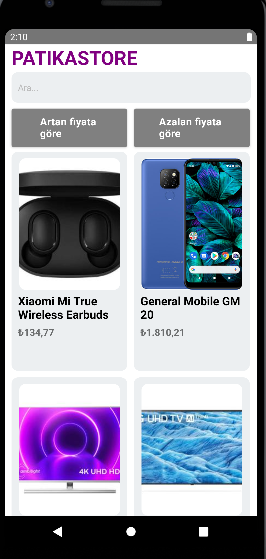 2:10
PATIKASTORE
Ara...
Artan fiyata
göre
Azalan fiyata
göre
Xiaomi Mi True
Wireless Earbuds
₺134,77
General Mobile GM
20
₺1.810,21
4K UHD HD
G UHD TV AI